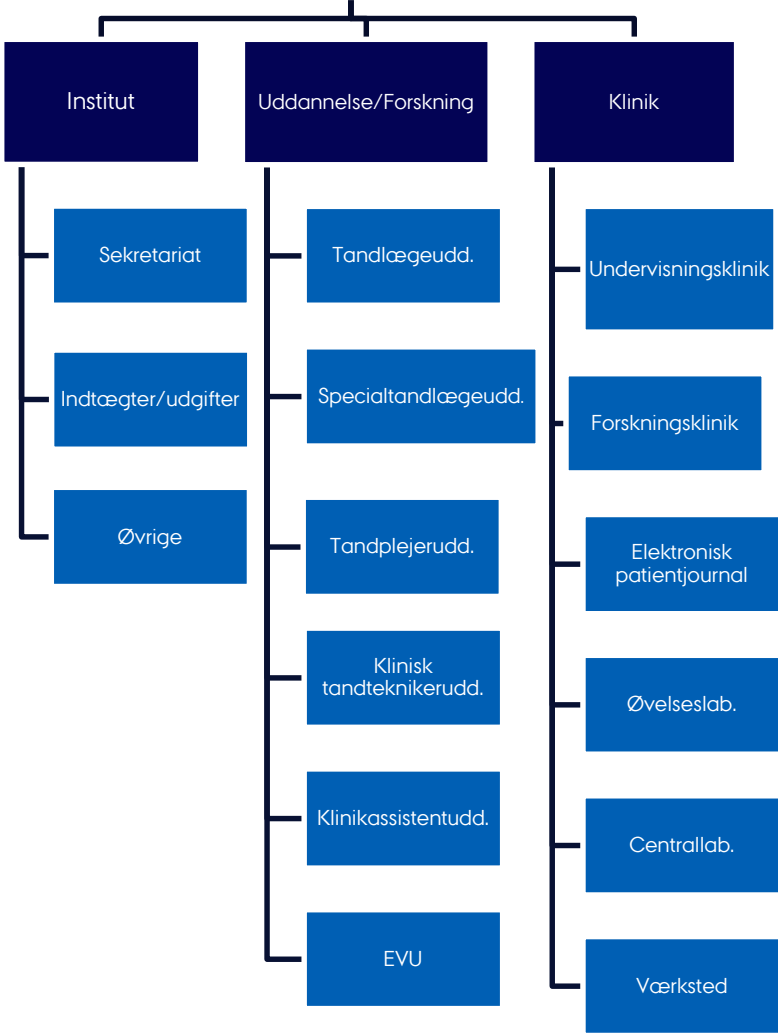 Institut
Uddannelse/Forskning
Klinik
Sekretariat
Indtægter/udgifter
Øvrige
Tandlægeudd.
Specialtandlægeudd.
Tandplejerudd.
Klinisk
tandteknikerudd.
Klinikassistentudd.
EVU
Undervisningsklinik
Forskningsklinik
Elektronisk
patientjournal
Øvelseslab.
Centrallab.
Værksted